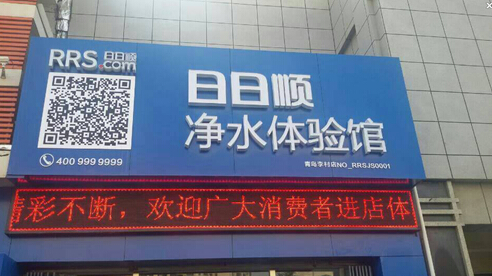 RRS.日日顺.com
日日顺
净水体验馆
400 999 9999
青岛李村店NO_RRSJS0001
精彩不断，欢迎广大消费者进店体